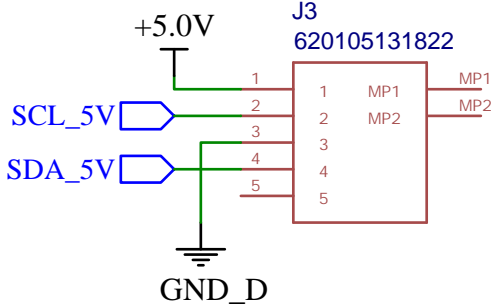 J3
620105131822
+5.0V
1 1 MP1 MP1
SCL_5V 2 2 MP2 MP2
3 3
SDA_5V 4 4
5 5
GND_D